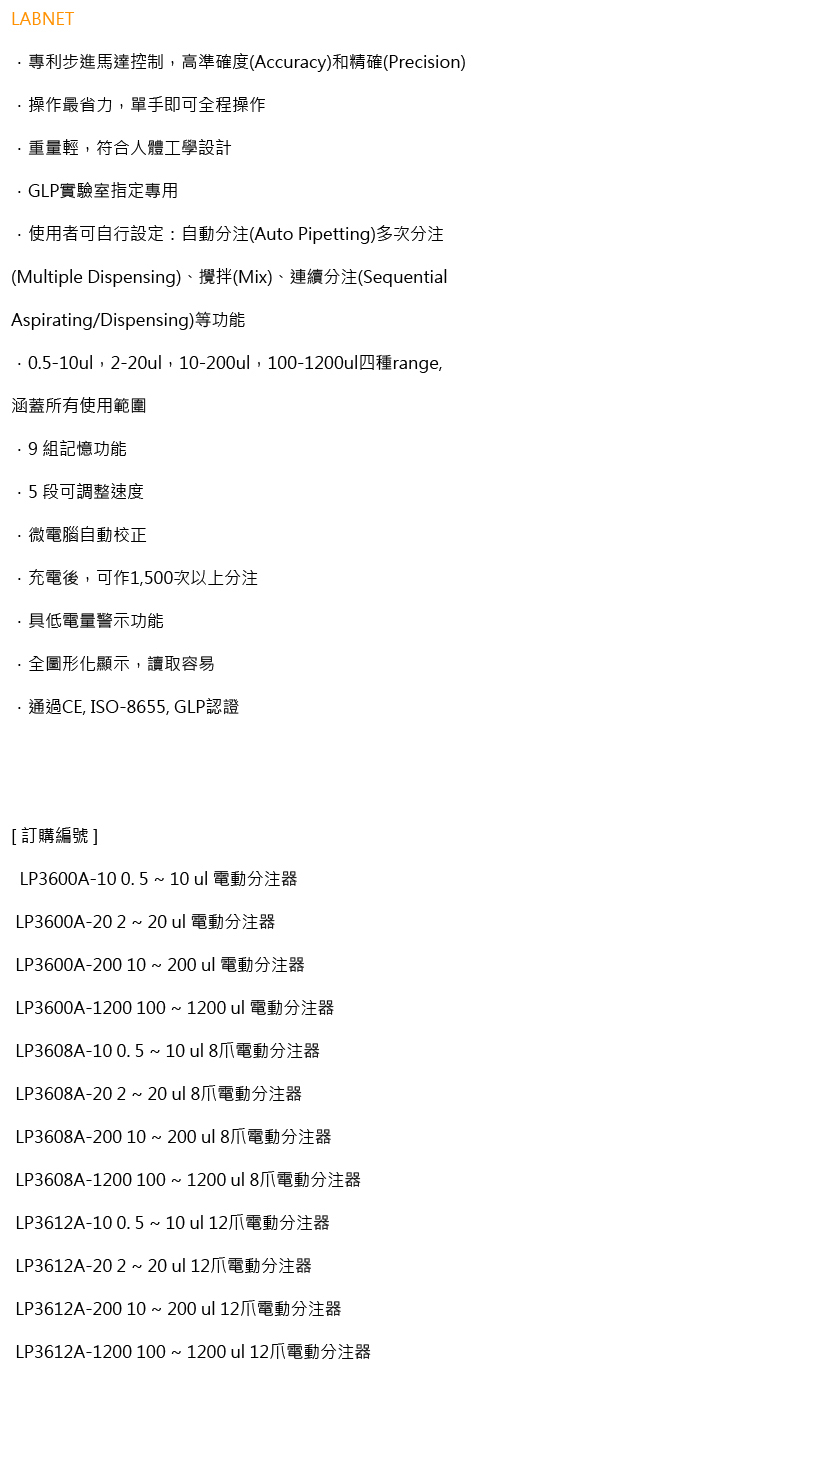 LABNET
．專利步進馬達控制，高準確度(Accuracy)和精確(Precision)
．操作最省力，單手即可全程操作
．重量輕，符合人體工學設計
．GLP實驗室指定專用
．使用者可自行設定：自動分注(Auto Pipetting)多次分注
(Multiple Dispensing)、攪拌(Mix)、連續分注(Sequential
Aspirating/Dispensing)等功能
．0.5-10ul，2-20ul，10-200ul，100-1200ul四種range,
涵蓋所有使用範圍
．9 組記憶功能
．5 段可調整速度
．微電腦自動校正
．充電後，可作1,500次以上分注
．具低電量警示功能
．全圖形化顯示，讀取容易
．通過CE, ISO-8655, GLP認證
[ 訂購編號 ]
LP3600A-10 0. 5 ~ 10 ul 電動分注器
LP3600A-20 2 ~ 20 ul 電動分注器
LP3600A-200 10 ~ 200 ul 電動分注器
LP3600A-1200 100 ~ 1200 ul 電動分注器
LP3608A-10 0. 5 ~ 10 ul 8爪電動分注器
LP3608A-20 2 ~ 20 ul 8爪電動分注器
LP3608A-200 10 ~ 200 ul 8爪電動分注器
LP3608A-1200 100 ~ 1200 ul 8爪電動分注器
LP3612A-10 0. 5 ~ 10 ul 12爪電動分注器
LP3612A-20 2 ~ 20 ul 12爪電動分注器
LP3612A-200 10 ~ 200 ul 12爪電動分注器
LP3612A-1200 100 ~ 1200 ul 12爪電動分注器